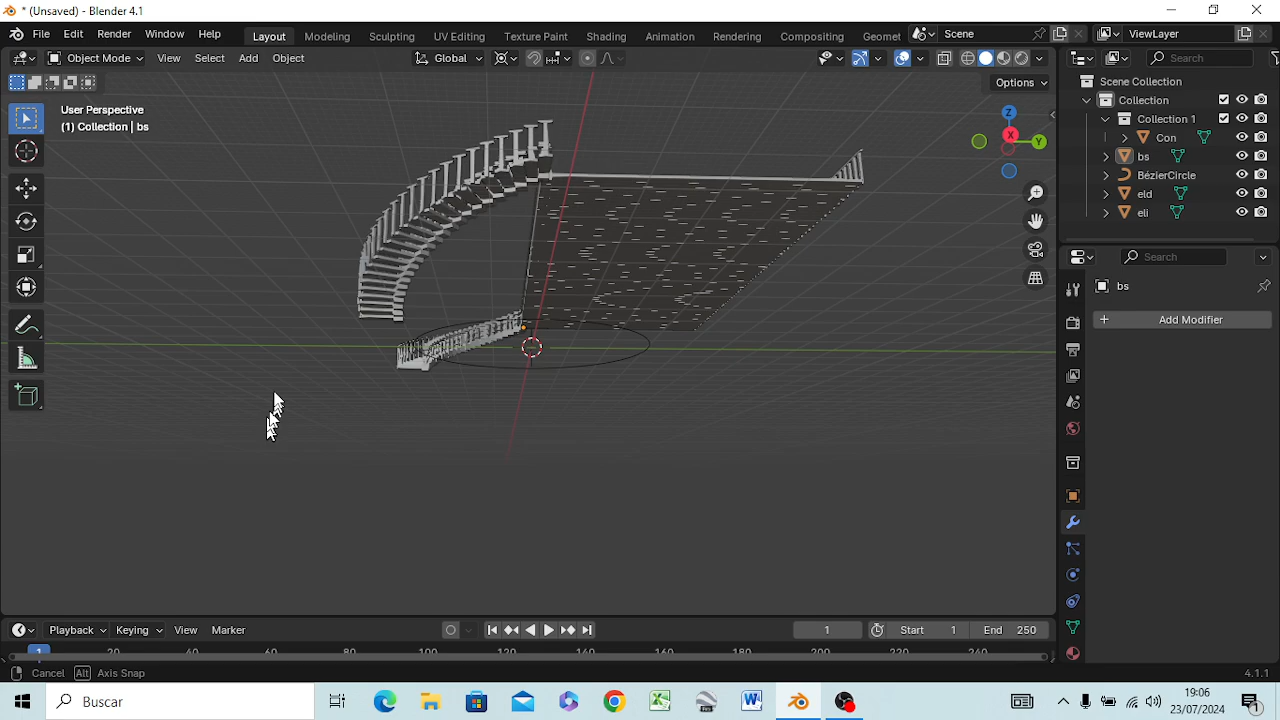 * (Unsaved) - Blender 4.1
File Edit Render Window Help Layout Modeling Sculpting UV Editing Texture Paint Shading Animation Rendering Compositing Geomet Scene ViewLayer
Object Mode View Select Add Object Global Search
Options
User Perspective
(1) Collection | bs
Z
X
Y
Scene Collection
Collection
Collection 1
Con
bs
BézierCircle
eld
eli
Search
bs
+ Add Modifier
Playback Keying View Marker 1 Start 1 End 250
1 20 40 60 80 100 120 140 160 180 200 220 240
Cancel Alt Axis Snap 4.1.1
Buscar
19:06
23/07/2024
1